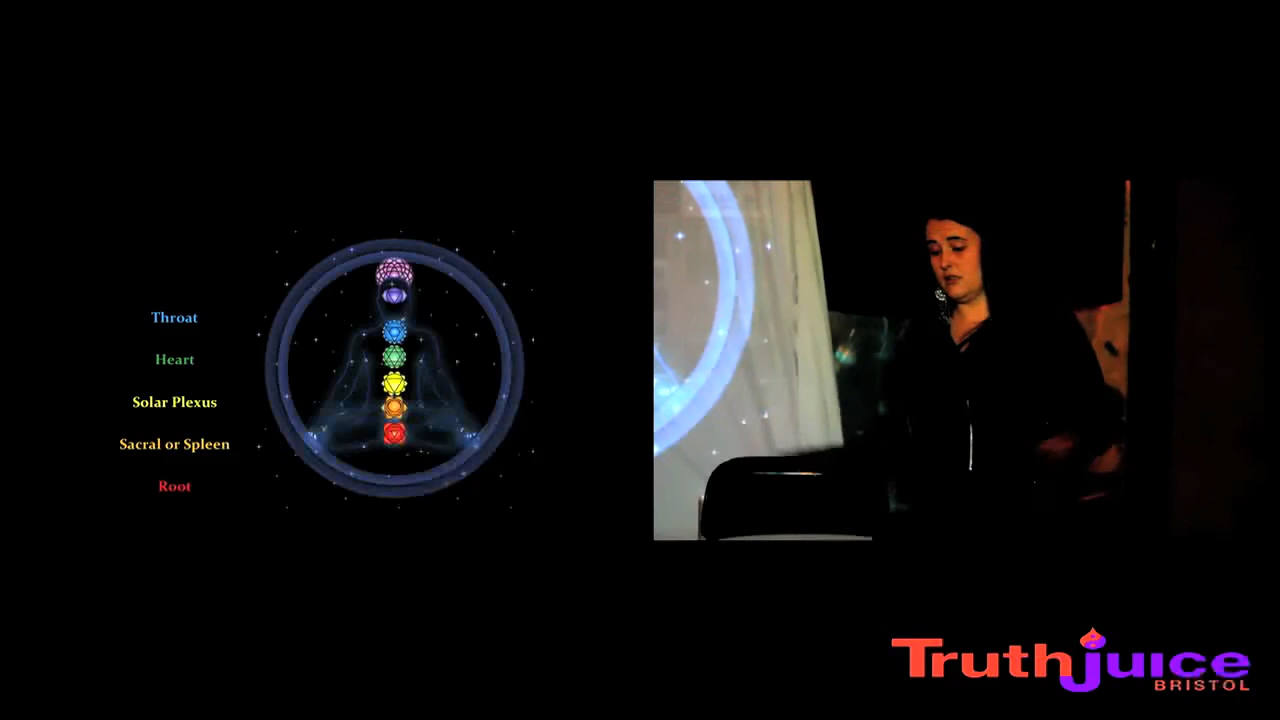 Throat
Heart
Solar Plexus
Sacral or Spleen
Root
Truthjuice
BRISTOL